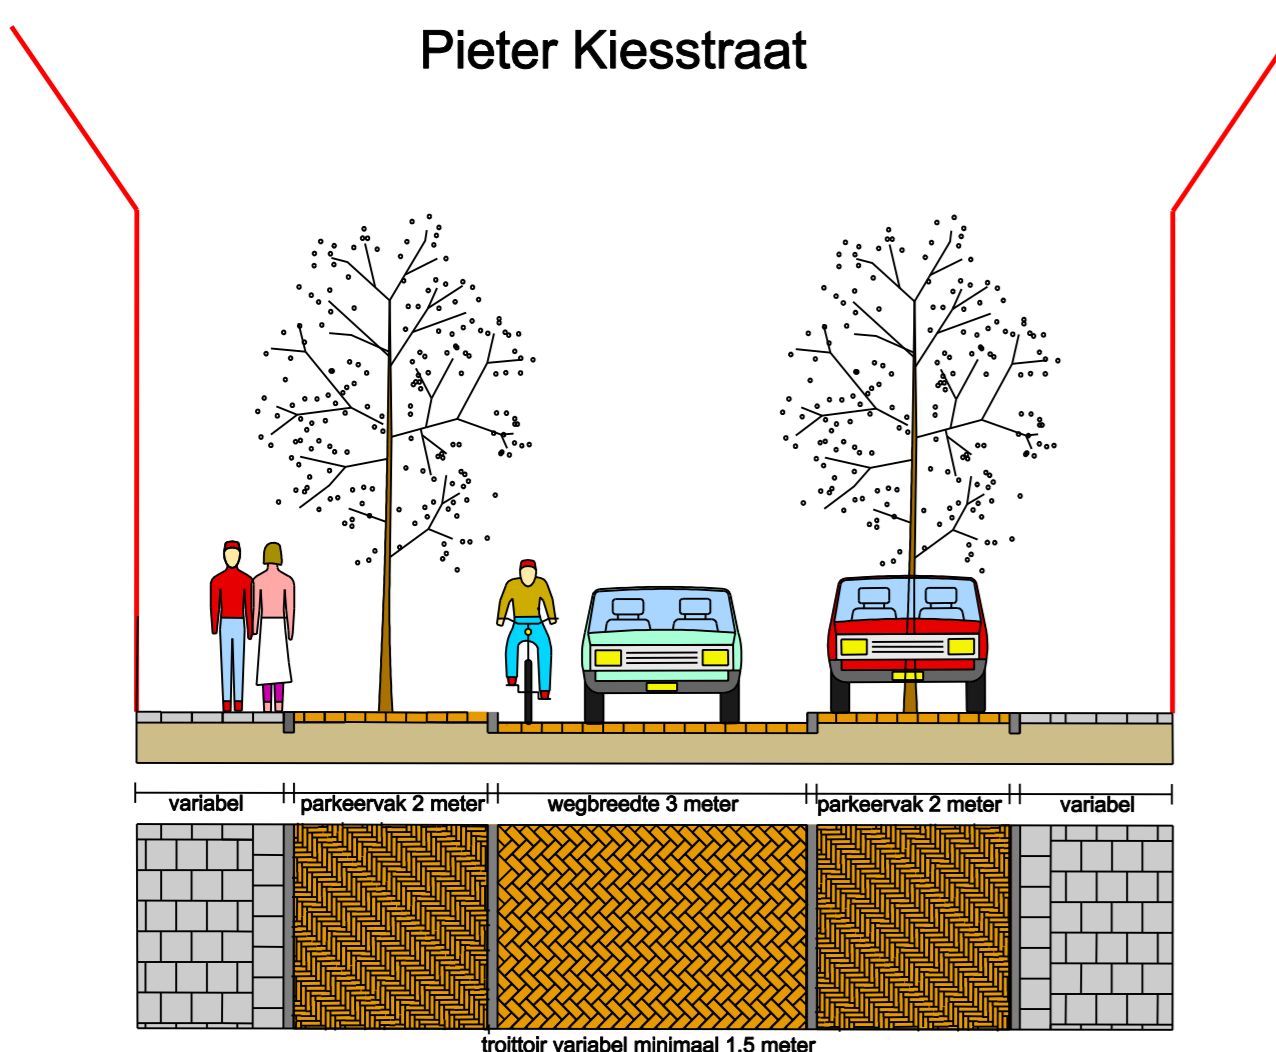 Pieter Kiesstraat
variabel
parkeervak 2 meter
wegbreedte 3 meter
parkeervak 2 meter
variabel
troittoir variabel minimaal 1.5 meter